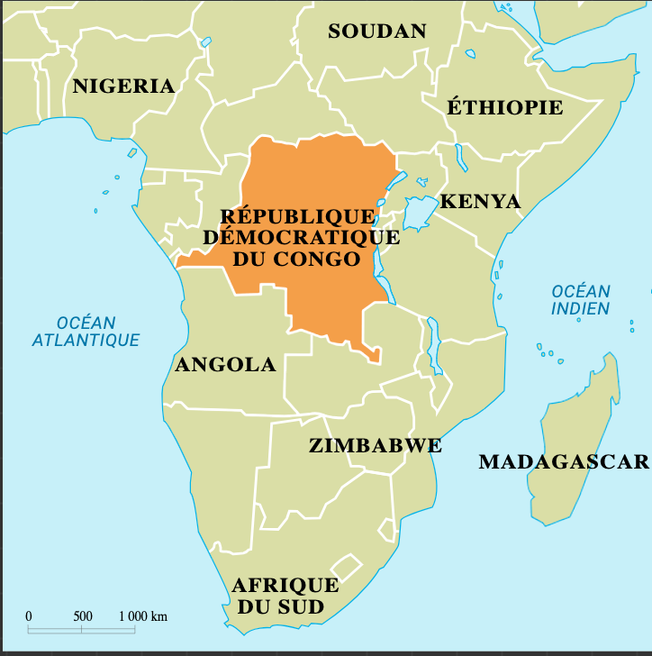 SOUDAN
NIGERIA
ÉTHIOPIE
KENYA
RÉPUBLIQUE
DÉMOCRATIQUE
DU CONGO
OCÉAN
INDIEN
OCÉAN
ATLANTIQUE
ANGOLA
ZIMBABWE
MADAGASCAR
AFRIQUE
DU SUD
0 500 1 000 km